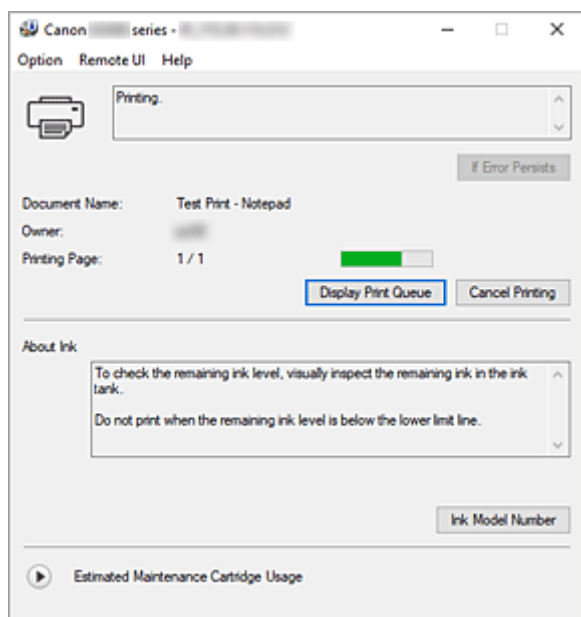 Canon series -
Option Remote UI Help
Printing.
If Error Persists
Document Name: Test Print - Notepad
Owner:
Printing Page: 1 / 1
Display Print Queue Cancel Printing
About Ink
To check the remaining ink level, visually inspect the remaining ink in the ink
tank.
Do not print when the remaining ink level is below the lower limit line.
Ink Model Number
Estimated Maintenance Cartridge Usage